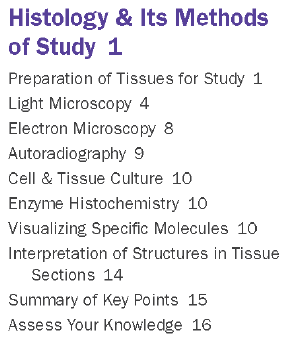 Histology & Its Methods
of Study 1
Preparation of Tissues for Study 1
Light Microscopy 4
Electron Microscopy 8
Autoradiography 9
Cell & Tissue Culture 10
Enzyme Histochemistry 10
Visualizing Specific Molecules 10
Interpretation of Structures in Tissue
Sections 14
Summary of Key Points 15
Assess Your Knowledge 16